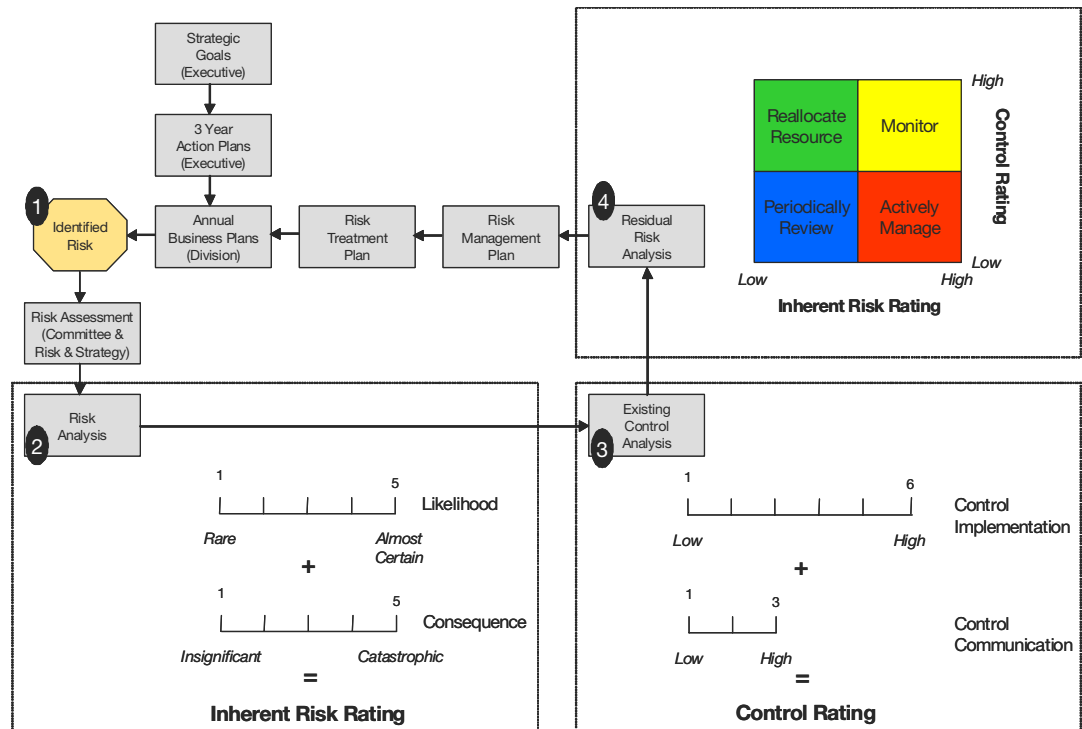 Strategic
Goals
(Executive)
3 Year
Action Plans
(Executive)
1
Identified
Risk
Annual
Business Plans
(Division)
Risk
Treatment
Plan
Risk
Management
Plan
4
Residual
Risk
Analysis
Reallocate
Resource
Monitor
Periodically
Review
Actively
Manage
High
Control Rating
Low
Low
High
Inherent Risk Rating
Risk Assessment
(Committee &
Risk & Strategy)
Risk
Analysis
2
1
5
Likelihood
Rare
Almost
Certain
+
1
5
Consequence
Insignificant
Catastrophic
=
Inherent Risk Rating
Existing
Control
Analysis
3
1
6
Control
Implementation
Low
High
+
1
3
Control
Communication
Low
High
=
Control Rating